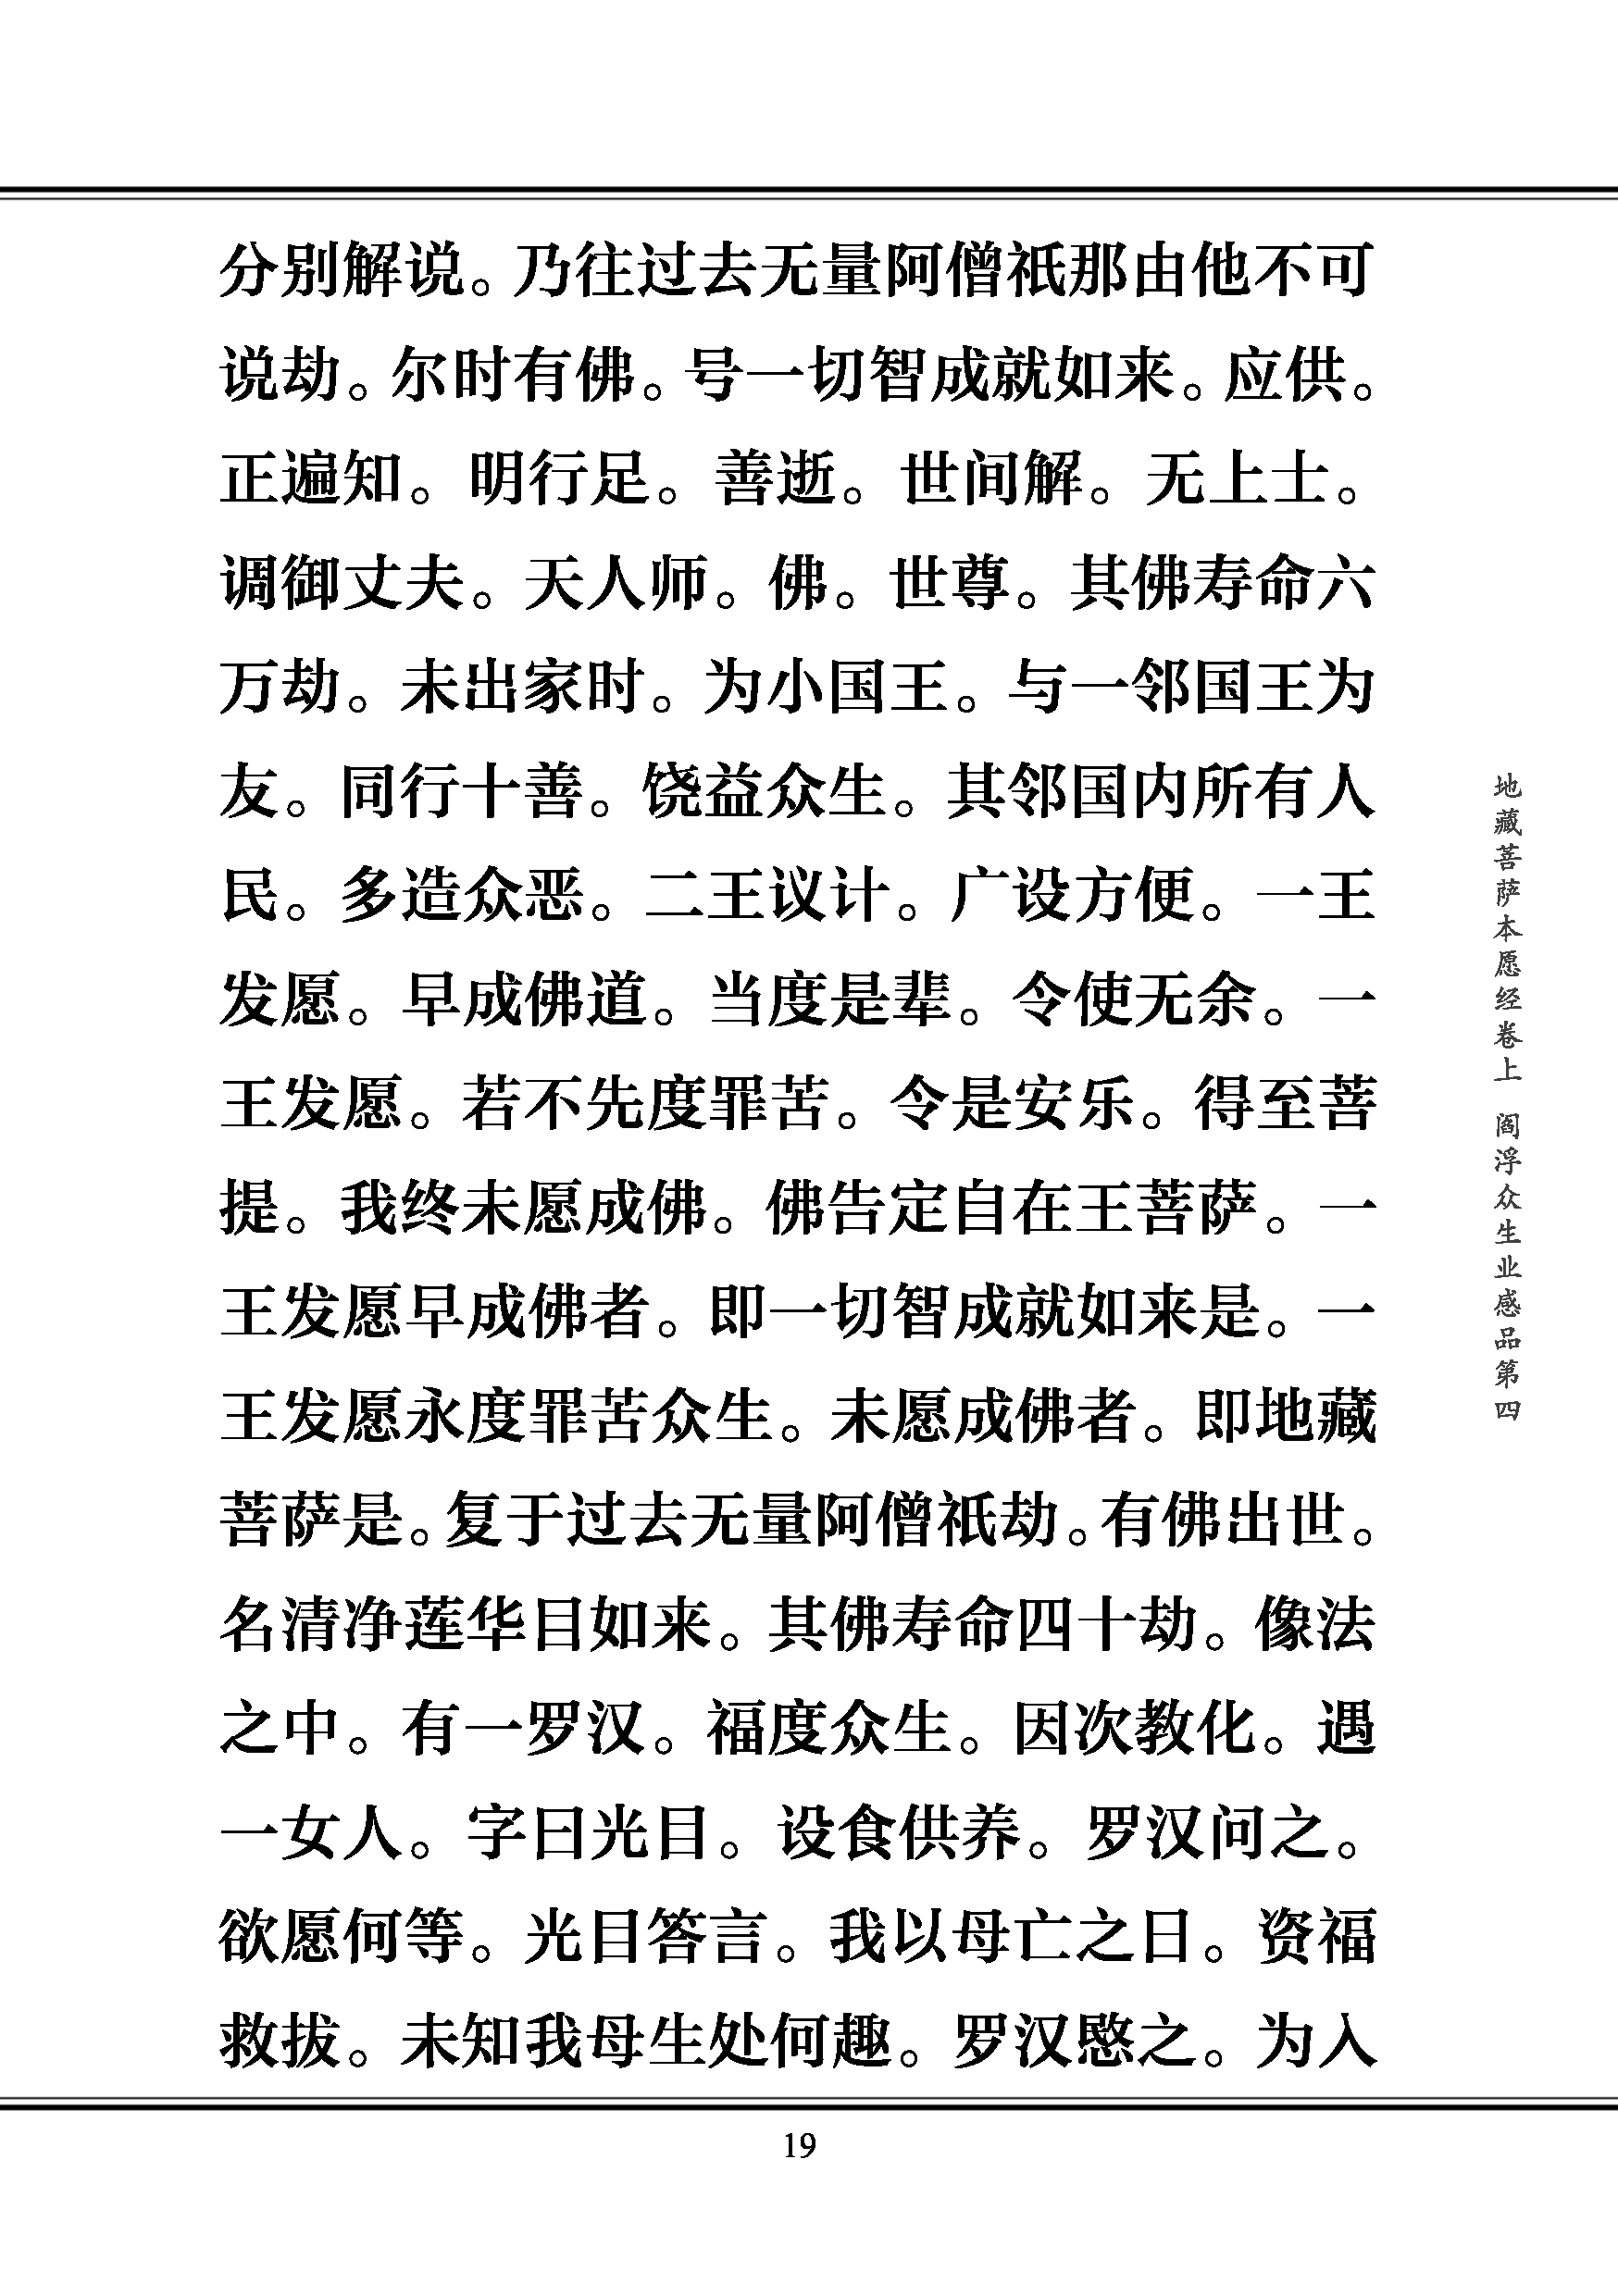 分别解说。乃往过去无量阿僧祇那由他不可
说劫。尔时有佛。号一切智成就如来。应供。
正遍知。明行足。善逝。世间解。无上士。
调御丈夫。天人师。佛。世尊。其佛寿命六
万劫。未出家时。为小国王。与一邻国王为
友。同行十善。饶益众生。其邻国内所有人
民。多造众恶。二王议计。广设方便。一王
发愿。早成佛道。当度是辈。令使无余。一
王发愿。若不先度罪苦。令是安乐。得至菩
提。我终未愿成佛。佛告定自在王菩萨。一
王发愿早成佛者。即一切智成就如来是。一
王发愿永度罪苦众生。未愿成佛者。即地藏
菩萨是。复于过去无量阿僧祇劫。有佛出世。
名清净莲华目如来。其佛寿命四十劫。像法
之中。有一罗汉。福度众生。因次教化。遇
一女人。字曰光目。设食供养。罗汉问之。
欲愿何等。光目答言。我以母亡之日。资福
救拔。未知我母生处何趣。罗汉愍之。为入
地藏菩萨本愿经卷上 阎浮众生业感品第四
19